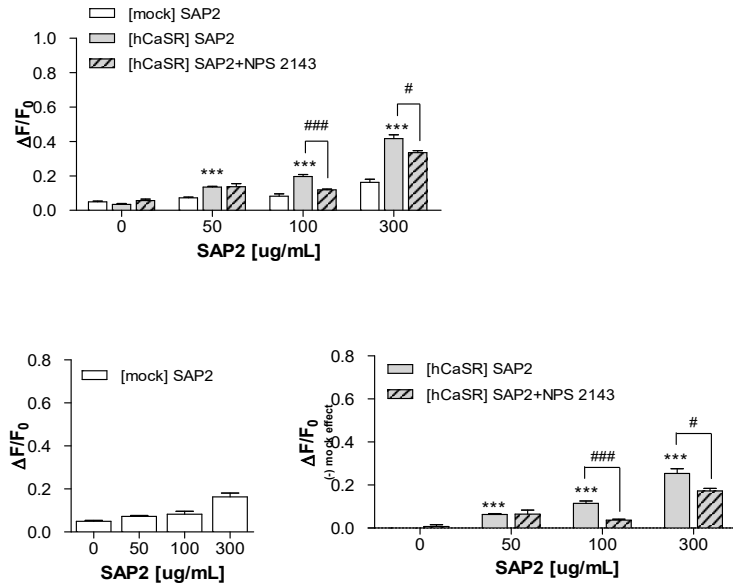 [mock] SAP2
[hCaSR] SAP2
[hCaSR] SAP2+NPS 2143
1.0
0.8
0.6
0.4
0.2
0.0
ΔF/F0
***
***
###
***
#
0 50 100 300
SAP2 [ug/mL]
0.8
0.6
0.4
0.2
0.0
ΔF/F0
[mock] SAP2
0 50 100 300
SAP2 [ug/mL]
0.8
0.6
0.4
0.2
0.0
ΔF/F0
(-) mock effect
[hCaSR] SAP2
[hCaSR] SAP2+NPS 2143
***
***
###
***
#
0 50 100 300
SAP2 [ug/mL]